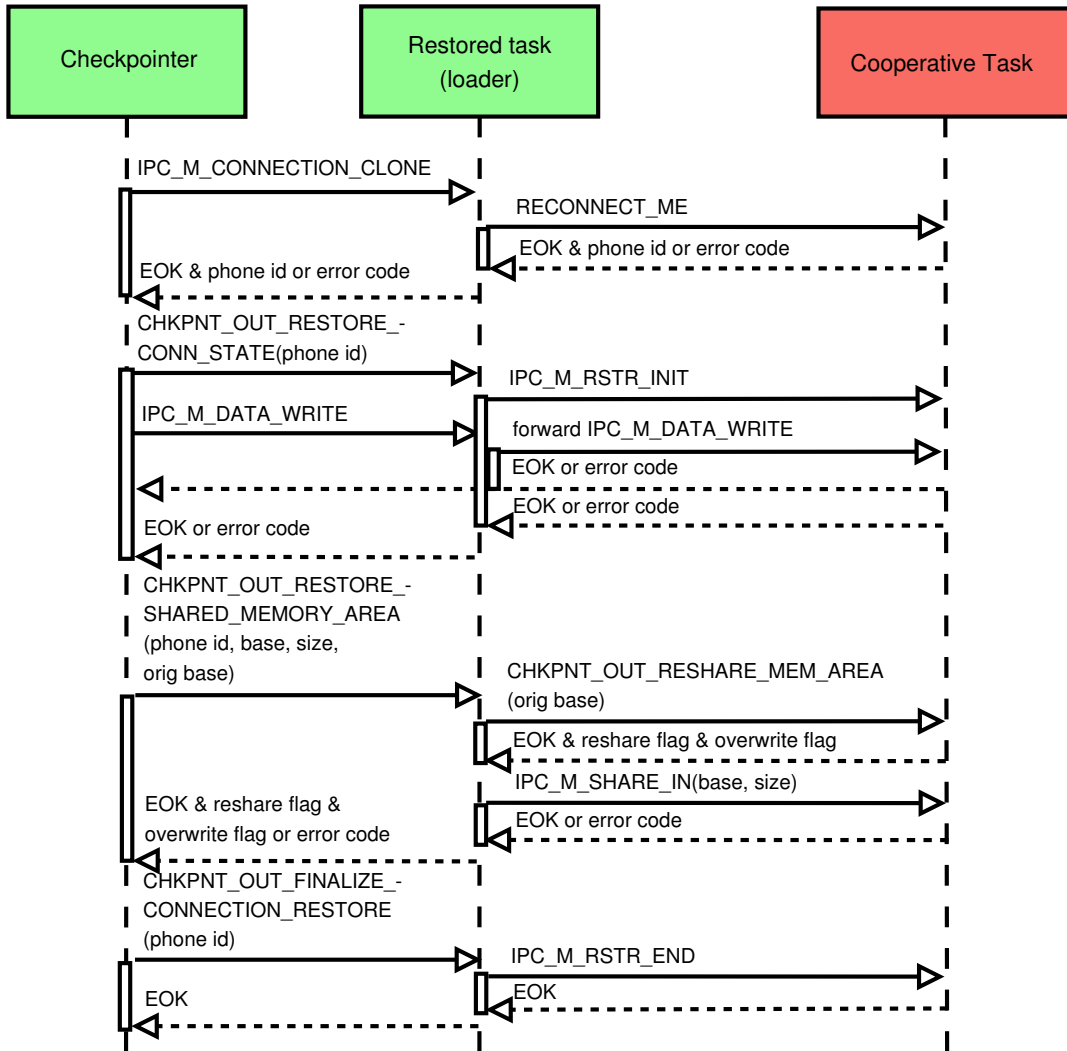 Checkpointer
Restored task
(loader)
Cooperative Task
IPC_M_CONNECTION_CLONE
RECONNECT_ME
EOK & phone id or error code
EOK & phone id or error code
CHKPNT_OUT_RESTORE_-
CONN_STATE(phone id)
IPC_M_RSTR_INIT
IPC_M_DATA_WRITE
forward IPC_M_DATA_WRITE
EOK or error code
EOK or error code
EOK or error code
CHKPNT_OUT_RESTORE_-
SHARED_MEMORY_AREA
(phone id, base, size,
orig base)
CHKPNT_OUT_RESHARE_MEM_AREA
(orig base)
EOK & reshare flag & overwrite flag
IPC_M_SHARE_IN(base, size)
EOK or error code
EOK & reshare flag &
overwrite flag or error code
CHKPNT_OUT_FINALIZE_-
CONNECTION_RESTORE
(phone id)
IPC_M_RSTR_END
EOK
EOK